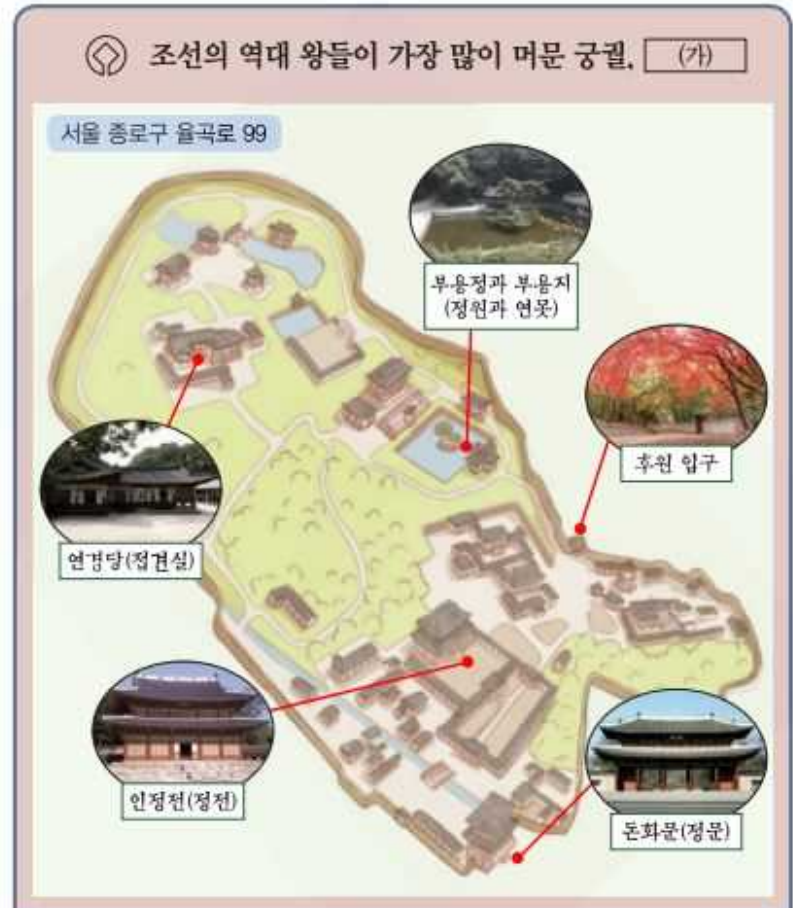 조선의 역대 왕들이 가장 많이 머문 궁궐, (가)
서울 종로구 율곡로 99
부용정과 부용지
(정원과 연못)
후원 입구
연경당(접견실)
인정전(정전)
돈화문(정문)